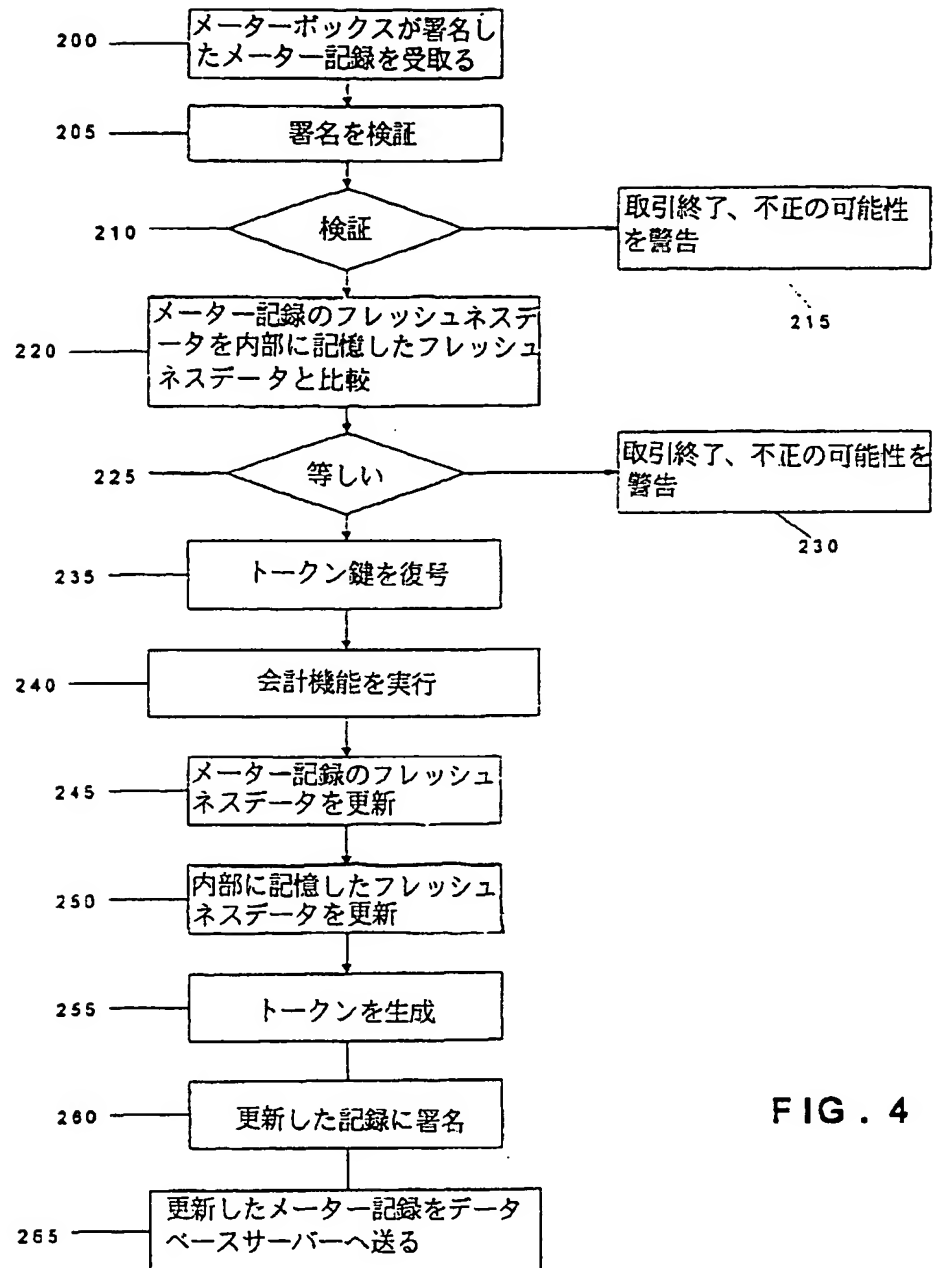 200
メーターボックスが署名し
たメーター記録を受取る
205
署名を検証
210
検証
取引終了、不正の可能性
を警告
215
220
メーター記録のフレッシュネスデ
ータを内部に記憶したフレッシュ
ネスデータと比較
225
等しい
取引終了、不正の可能性を
警告
230
235
トークン鍵を復号
240
会計機能を実行
245
メーター記録のフレッシュ
ネスデータを更新
250
内部に記憶したフレッシュ
ネスデータを更新
255
トークンを生成
260
更新した記録に署名
FIG. 4
265
更新したメーター記録をデータ
ベースサーバーへ送る